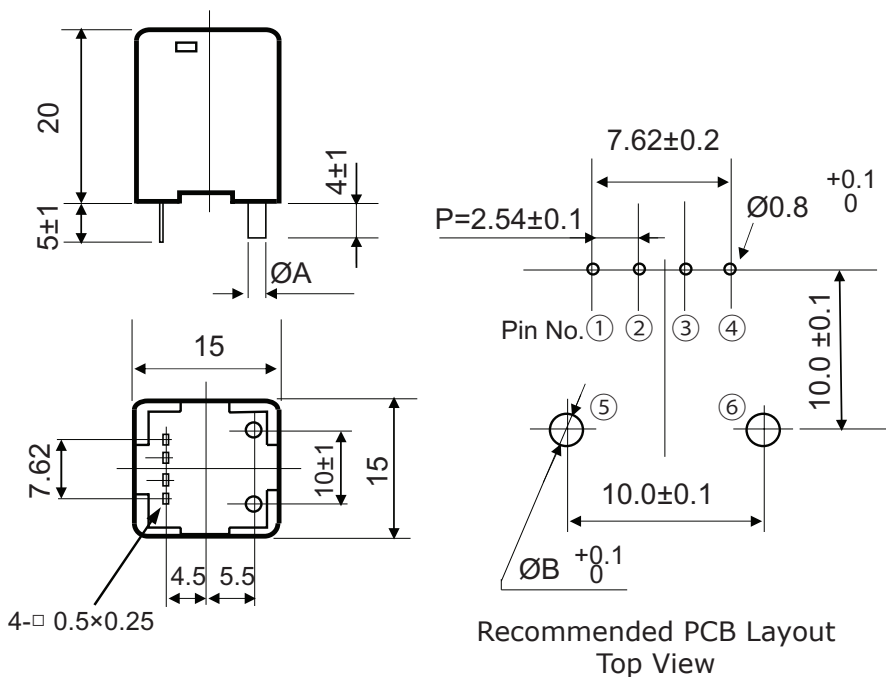 20
5±1
4±1
ØA
15
7.62
10±1
15
4.5
5.5
4-□ 0.5×0.25
7.62±0.2
P=2.54±0.1
Ø0.8 +0.1
0
Pin No. ① ② ③ ④
10.0 ±0.1
⑤ ⑥
10.0±0.1
ØB +0.1
0
Recommended PCB Layout
Top View